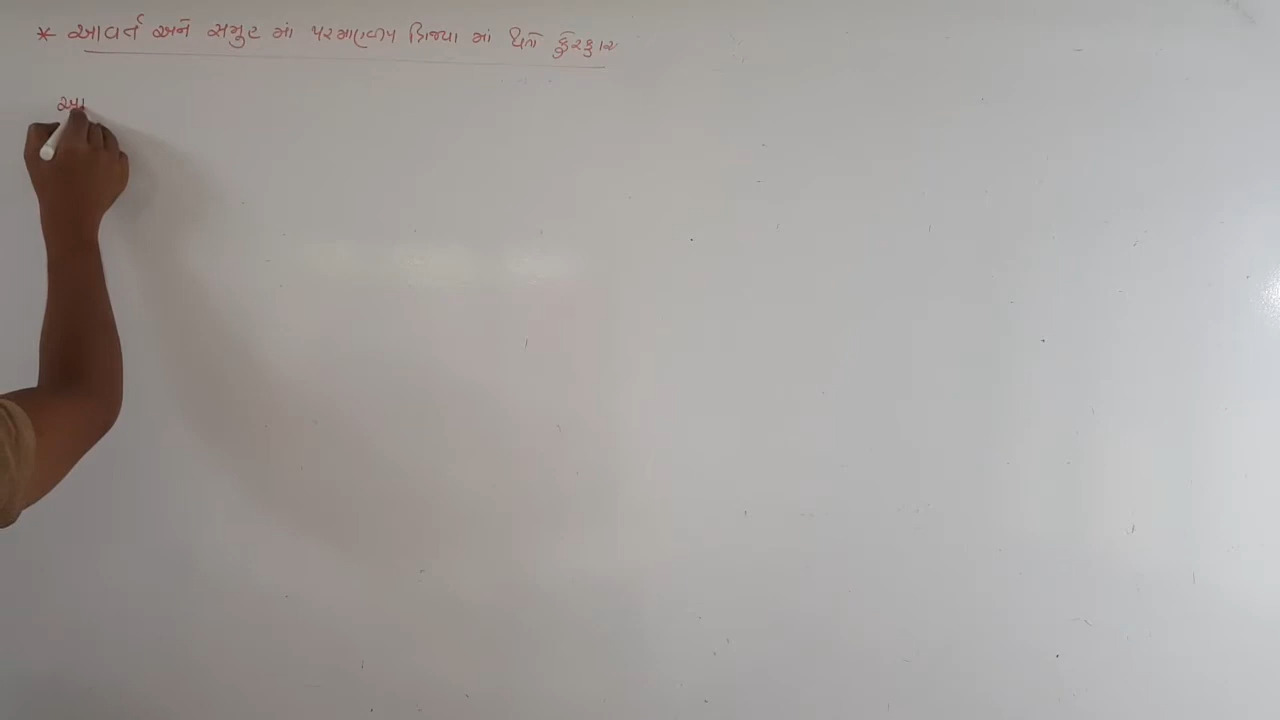 * આવર્ત અને સમુહ માં પરમાણ્વીય ત્રિજ્યા માં થતો ફેરફાર
આ